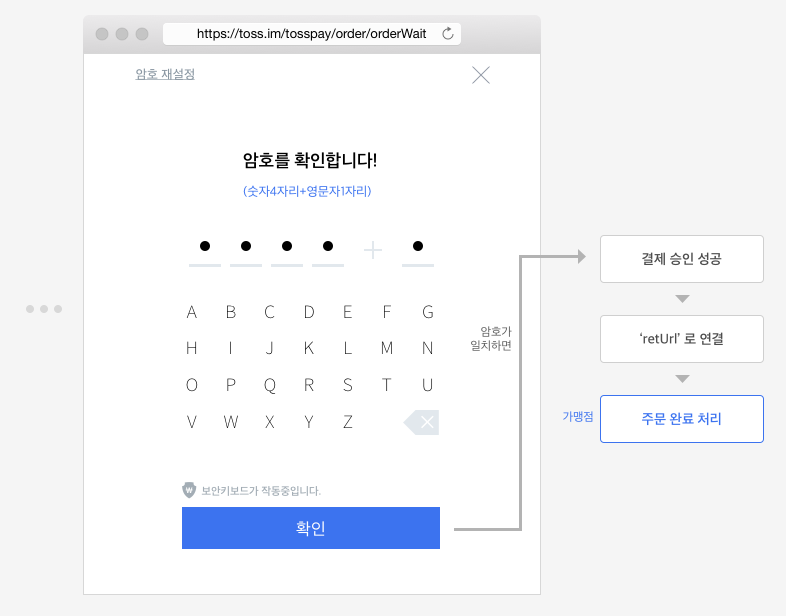 https://toss.im/tosspay/order/orderWait
암호 재설정
암호를 확인합니다!
(숫자4자리+영문자1자리)
A B C D E F G
H I J K L M N
O P Q R S T U
V W X Y Z
보안키보드가 작동중입니다.
확인
암호가
일치하면
결제 승인 성공
‘retUrl’ 로 연결
가맹점
주문 완료 처리